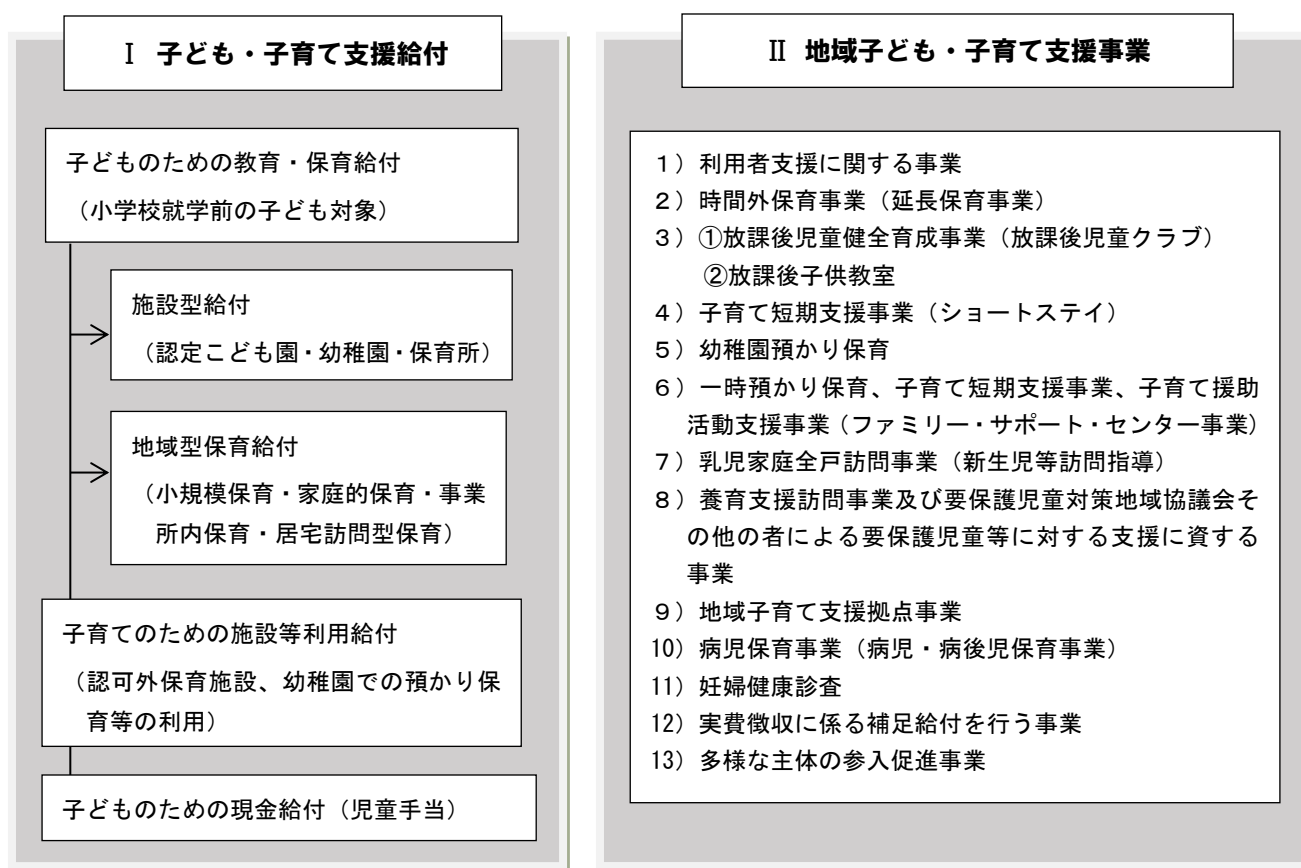 Ⅰ 子ども・子育て支援給付
子どものための教育・保育給付
（小学校就学前の子ども対象）
施設型給付
（認定こども園・幼稚園・保育所）
地域型保育給付
（小規模保育・家庭的保育・事業
所内保育・居宅訪問型保育）
子育てのための施設等利用給付
（認可外保育施設、幼稚園での預かり保
育等の利用）
子どものための現金給付（児童手当）
Ⅱ 地域子ども・子育て支援事業
１）利用者支援に関する事業
２）時間外保育事業（延長保育事業）
３）①放課後児童健全育成事業（放課後児童クラブ）
②放課後子供教室
４）子育て短期支援事業（ショートステイ）
５）幼稚園預かり保育
６）一時預かり保育、子育て短期支援事業、子育て援助
活動支援事業（ファミリー・サポート・センター事業）
７）乳児家庭全戸訪問事業（新生児等訪問指導）
８）養育支援訪問事業及び要保護児童対策地域協議会そ
の他の者による要保護児童等に対する支援に資する
事業
９）地域子育て支援拠点事業
10）病児保育事業（病児・病後児保育事業）
11）妊婦健康診査
12）実費徴収に係る補足給付を行う事業
13）多様な主体の参入促進事業